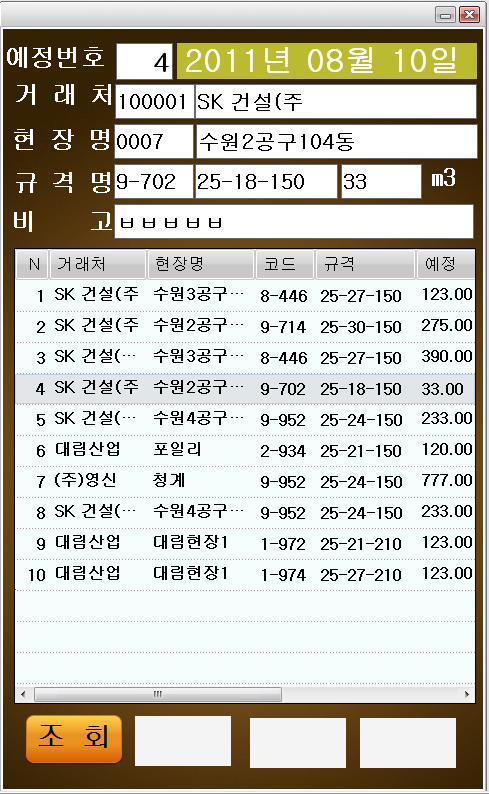 예정번호 4 2011년 08월 10일
거 래 처 100001 SK 건설(주
현 장 명 0007 수원2공구104동
규 격 명 9-702 25-18-150 33 m3
비 고 ㅂㅂㅂㅂㅂ
N 거래처 현장명 코드 규격 예정
1 SK 건설(주 수원3공구… 8-446 25-27-150 123.00
2 SK 건설(주 수원2공구… 9-714 25-30-150 275.00
3 SK 건설(… 수원3공구… 8-446 25-27-150 390.00
4 SK 건설(주 수원2공구… 9-702 25-18-150 33.00
5 SK 건설(… 수원4공구… 9-952 25-24-150 233.00
6 대림산업 포일리 2-934 25-21-150 120.00
7 (주)영신 청계 9-952 25-24-150 777.00
8 SK 건설(… 수원4공구… 9-952 25-24-150 233.00
9 대림산업 대림현장1 1-972 25-21-210 123.00
10 대림산업 대림현장1 1-974 25-27-210 123.00
조 회